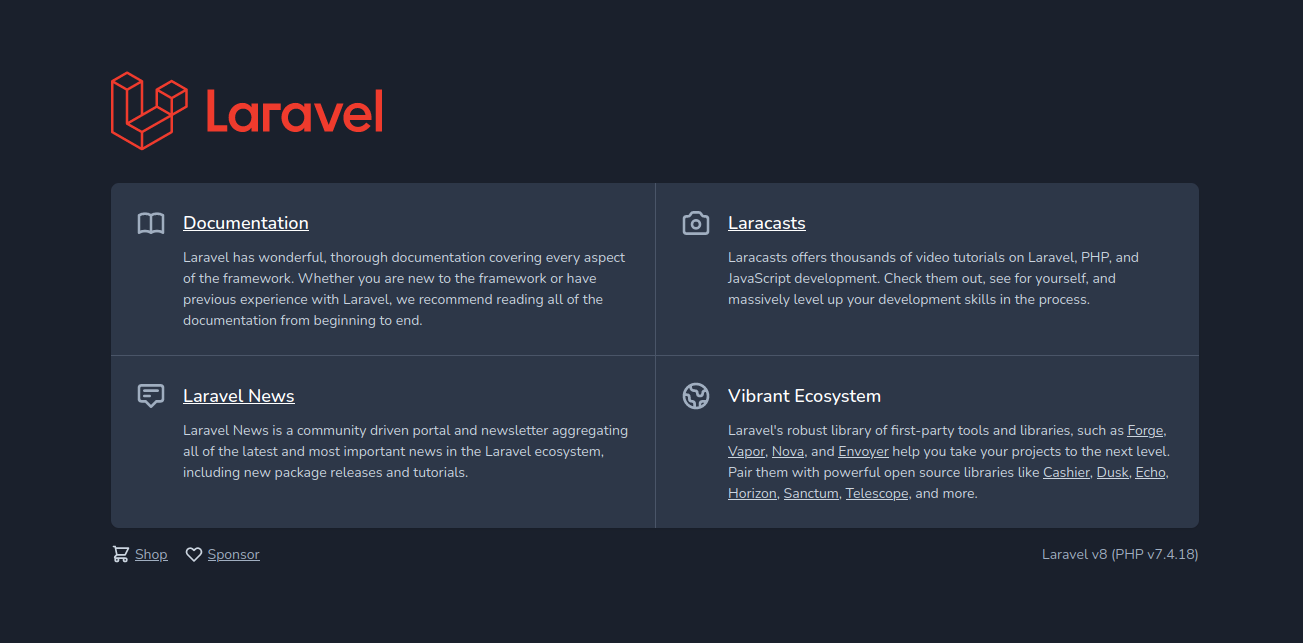 Laravel
Documentation
Laravel has wonderful, thorough documentation covering every aspect
of the framework. Whether you are new to the framework or have
previous experience with Laravel, we recommend reading all of the
documentation from beginning to end.
Laracasts
Laracasts offers thousands of video tutorials on Laravel, PHP, and
JavaScript development. Check them out, see for yourself, and
massively level up your development skills in the process.
Laravel News
Laravel News is a community driven portal and newsletter aggregating
all of the latest and most important news in the Laravel ecosystem,
including new package releases and tutorials.
Vibrant Ecosystem
Laravel's robust library of first-party tools and libraries, such as Forge,
Vapor, Nova, and Envoyer help you take your projects to the next level.
Pair them with powerful open source libraries like Cashier, Dusk, Echo,
Horizon, Sanctum, Telescope, and more.
Shop
Sponsor
Laravel v8 (PHP v7.4.18)